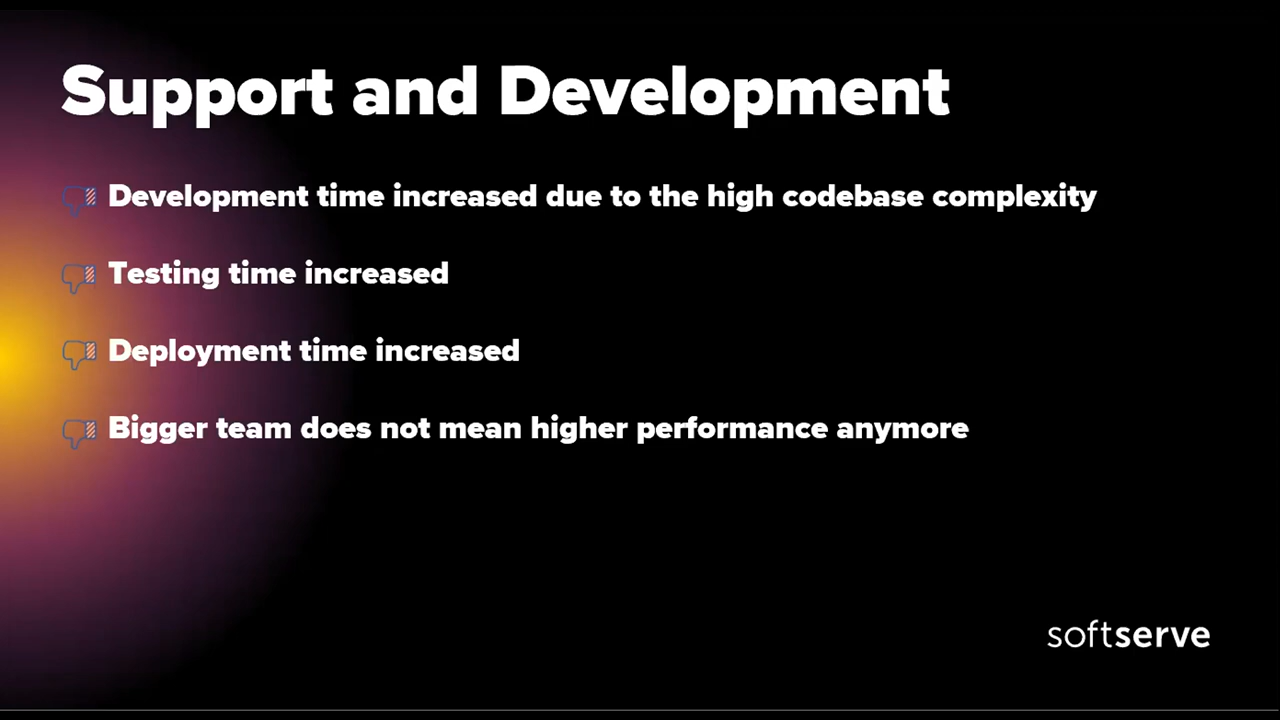 Support and Development
Development time increased due to the high codebase complexity
Testing time increased
Deployment time increased
Bigger team does not mean higher performance anymore
softserve